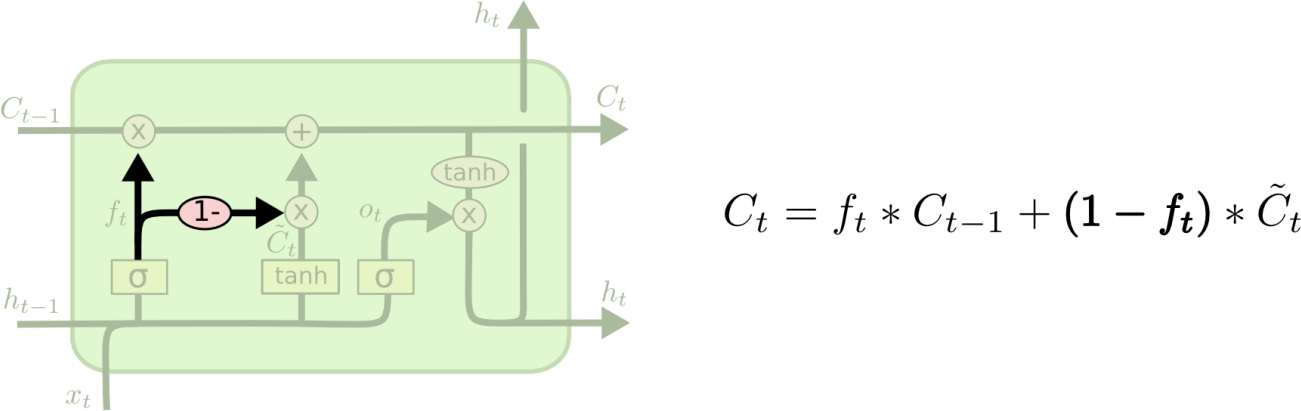 h_t
C_{t-1}
C_t
x
+
tanh
f_t
1-
x
o_t
x
C̃_t
σ
tanh
σ
h_{t-1}
h_t
x_t
C_t = f_t * C_{t-1} + (1 − f_t) * C̃_t